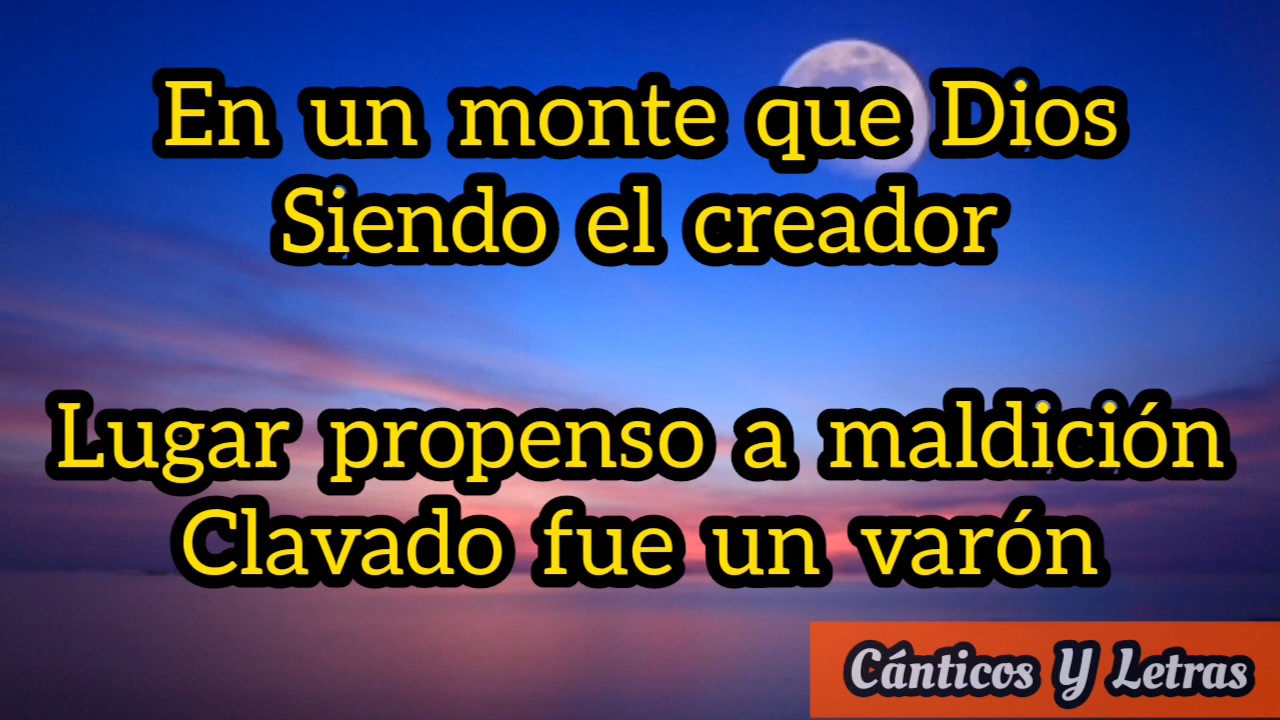 En un monte que Dios
Siendo el creador
Lugar propenso a maldición
Clavado fue un varón
Cánticos Y Letras